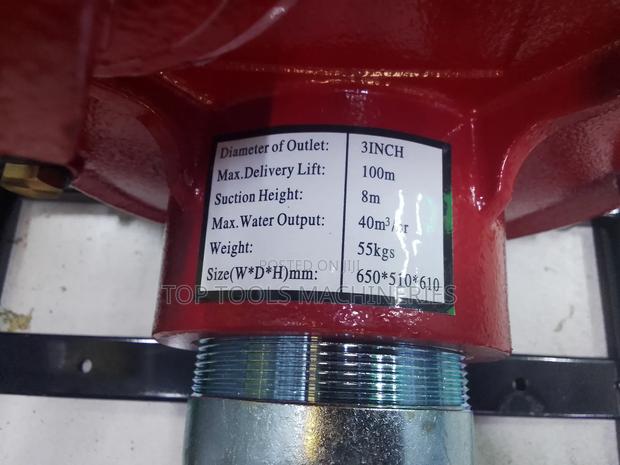 Diameter of Outlet: 3INCH
Max.Delivery Lift: 100m
Suction Height: 8m
Max.Water Output: 40m³/hr
Weight: 55kgs
Size(W*D*H)mm: 650*510*610
POSTED ON JIJI
TOP TOOLS MACHINERIES